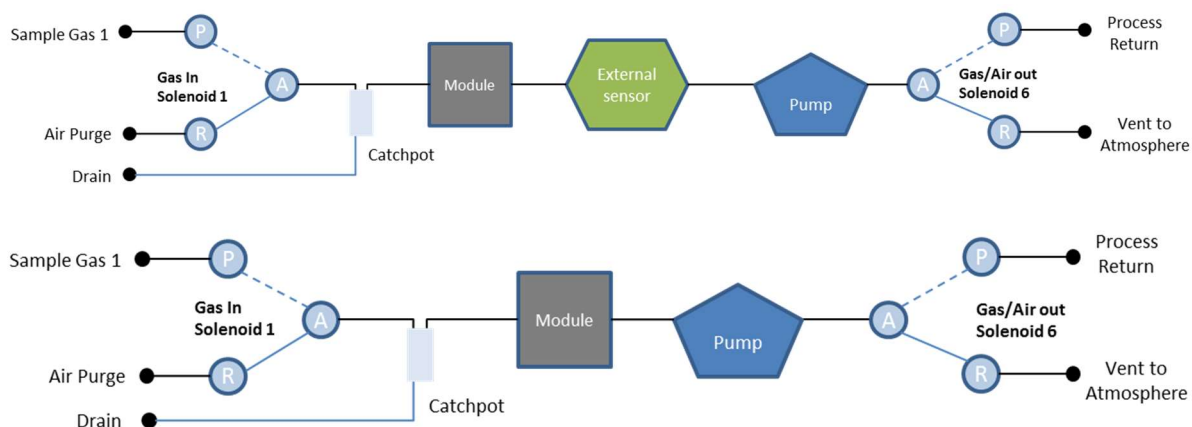 Sample Gas 1
P
Process
Return
Gas In
Solenoid 1
A
Module
External
sensor
Pump
A
Gas/Air out
Solenoid 6
Air Purge
R
R
Vent to
Atmosphere
P
Catchpot
Drain
Sample Gas 1
P
P
Process
Return
Gas In
Solenoid 1
A
Module
Pump
A
Gas/Air out
Solenoid 6
Air Purge
R
R
Vent to
Atmosphere
Catchpot
Drain